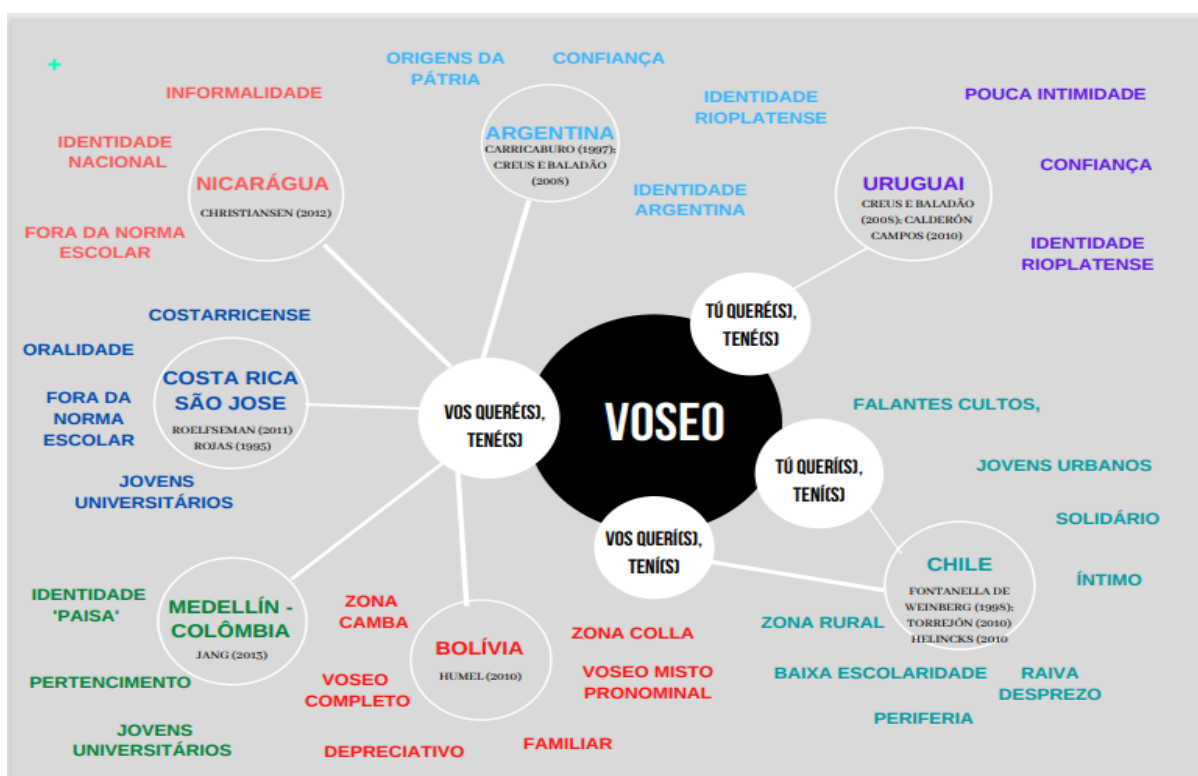 +
ORIGENS DA
PÁTRIA
CONFIANÇA
INFORMALIDADE
IDENTIDADE
NACIONAL
NICARÁGUA
CHRISTIANSEN (2012)
FORA DA NORMA
ESCOLAR
ARGENTINA
CARRICABURO (1997);
CREUS E BALADÃO
(2008)
IDENTIDADE
RIOPLATENSE
IDENTIDADE
ARGENTINA
POUCA INTIMIDADE
CONFIANÇA
URUGUAI
CREUS E BALADÃO
(2008); CALDERÓN
CAMPOS (2010)
IDENTIDADE
RIOPLATENSE
TÚ QUERÉ(S),
TENÉ(S)
COSTARRICENSE
ORALIDADE
COSTA RICA
SÃO JOSE
ROELFSEMAN (2011)
ROJAS (1995)
FORA DA
NORMA
ESCOLAR
JOVENS
UNIVERSITÁRIOS
VOS QUERÉ(S),
TENÉ(S)
VOSEO
TÚ QUERÍ(S),
TENÍ(S)
VOS QUERÍ(S),
TENÍ(S)
FALANTES CULTOS,
JOVENS URBANOS
SOLIDÁRIO
ÍNTIMO
CHILE
FONTANELLA DE
WEINBERG (1998);
TORREJÓN (2010)
HELINCKS (2010
ZONA RURAL
BAIXA ESCOLARIDADE
RAIVA
DESPREZO
PERIFERIA
IDENTIDADE
'PAISA'
MEDELLÍN -
COLÔMBIA
JANG (2013)
PERTENCIMENTO
JOVENS
UNIVERSITÁRIOS
ZONA
CAMBA
BOLÍVIA
HUMEL (2010)
ZONA COLLA
VOSEO
COMPLETO
VOSEO MISTO
PRONOMINAL
DEPRECIATIVO
FAMILIAR